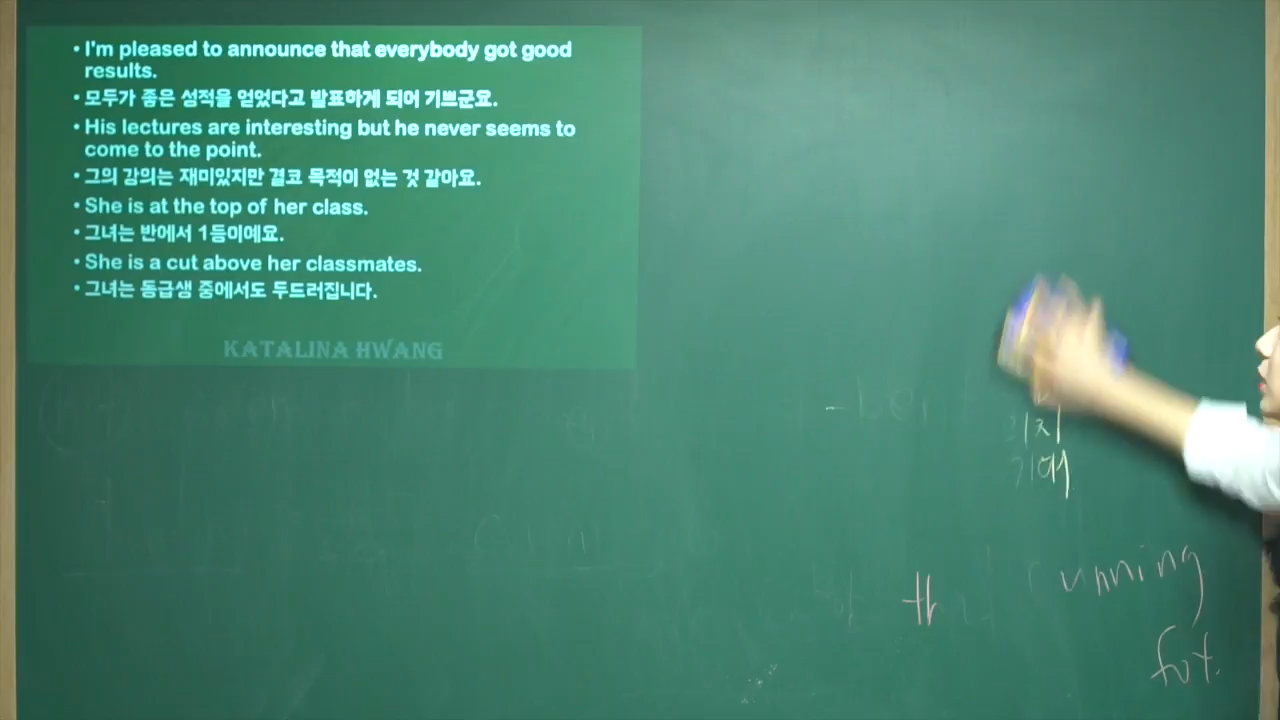 • I'm pleased to announce that everybody got good
results.
• 모두가 좋은 성적을 얻었다고 발표하게 되어 기쁘군요.
• His lectures are interesting but he never seems to
come to the point.
• 그의 강의는 재미있지만 결코 목적이 없는 것 같아요.
• She is at the top of her class.
• 그녀는 반에서 1등이예요.
• She is a cut above her classmates.
• 그녀는 동급생 중에서도 두드러집니다.
KATALINA HWANG
기억
running
for